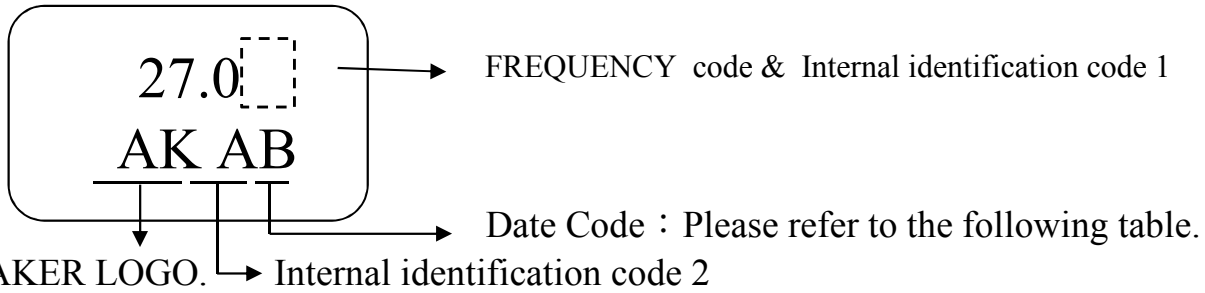 27.0
FREQUENCY code & Internal identification code 1
AK AB
Date Code：Please refer to the following table.
AKER LOGO.
Internal identification code 2